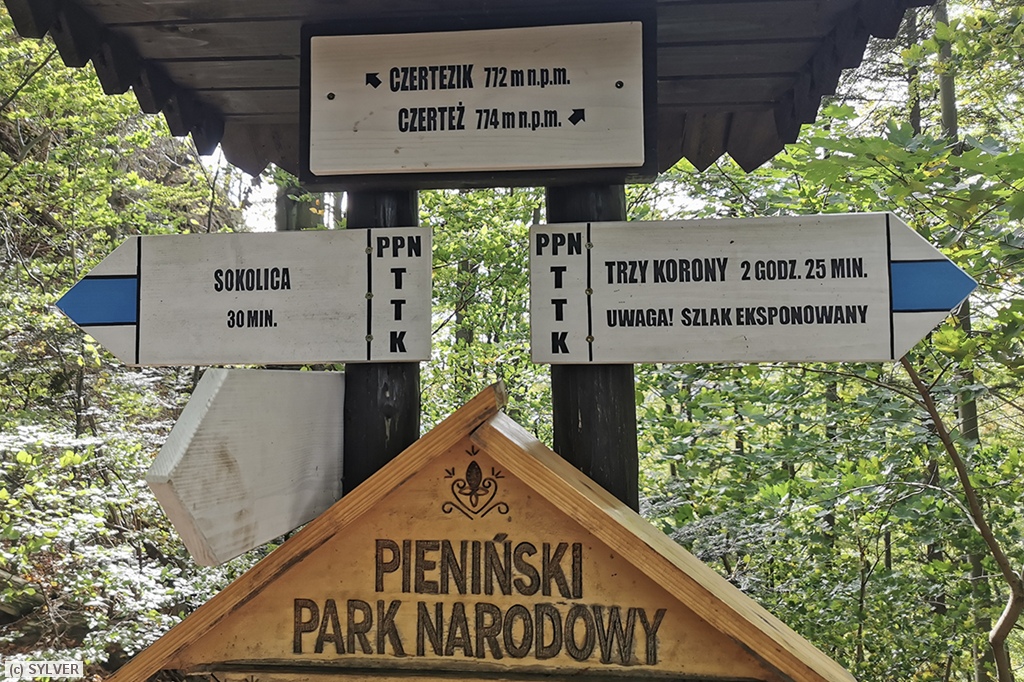 CZERTEZIK 772 m n.p.m.
CZERTEŻ 774 m n.p.m.
SOKOLICA
30 MIN.
PPN
T
T
K
PPN
T
T
K
TRZY KORONY 2 GODZ. 25 MIN.
UWAGA! SZLAK EKSPONOWANY
PIENIŃSKI
PARK NARODOWY
(c) SYLVER